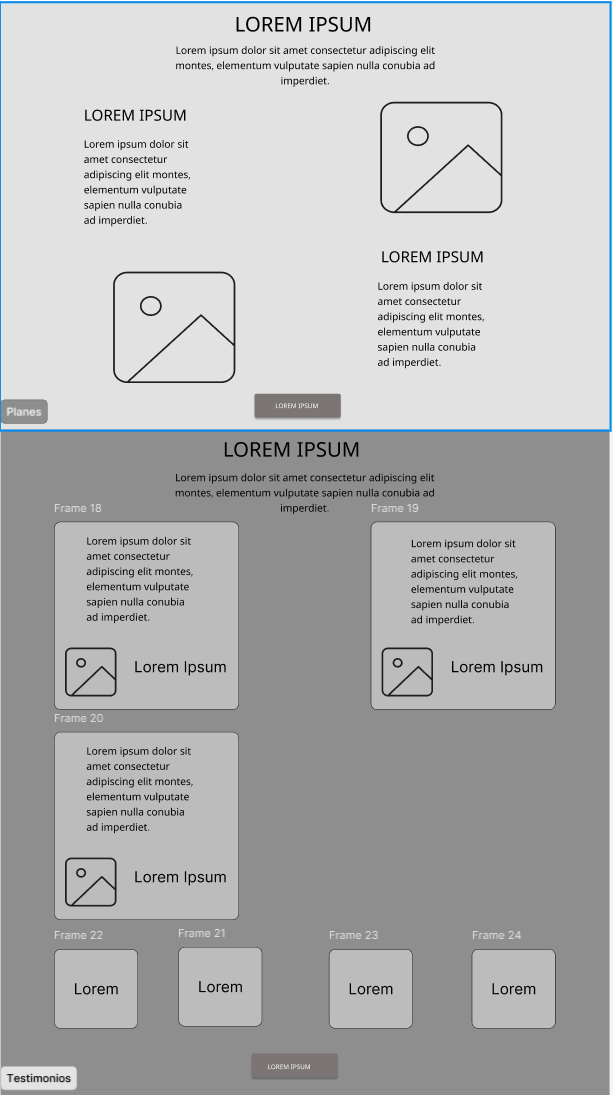 LOREM IPSUM
Lorem ipsum dolor sit amet consectetur adipiscing elit
montes, elementum vulputate sapien nulla conubia ad
imperdiet.
LOREM IPSUM
Lorem ipsum dolor sit
amet consectetur
adipiscing elit montes,
elementum vulputate
sapien nulla conubia
ad imperdiet.
LOREM IPSUM
Lorem ipsum dolor sit
amet consectetur
adipiscing elit montes,
elementum vulputate
sapien nulla conubia
ad imperdiet.
LOREM IPSUM
Planes
LOREM IPSUM
Lorem ipsum dolor sit amet consectetur adipiscing elit
montes, elementum vulputate sapien nulla conubia ad
imperdiet.
Frame 18
Lorem ipsum dolor sit
amet consectetur
adipiscing elit montes,
elementum vulputate
sapien nulla conubia
ad imperdiet.
Lorem Ipsum
Frame 19
Lorem ipsum dolor sit
amet consectetur
adipiscing elit montes,
elementum vulputate
sapien nulla conubia
ad imperdiet.
Lorem Ipsum
Frame 20
Lorem ipsum dolor sit
amet consectetur
adipiscing elit montes,
elementum vulputate
sapien nulla conubia
ad imperdiet.
Lorem Ipsum
Frame 22
Lorem
Frame 21
Lorem
Frame 23
Lorem
Frame 24
Lorem
LOREM IPSUM
Testimonios